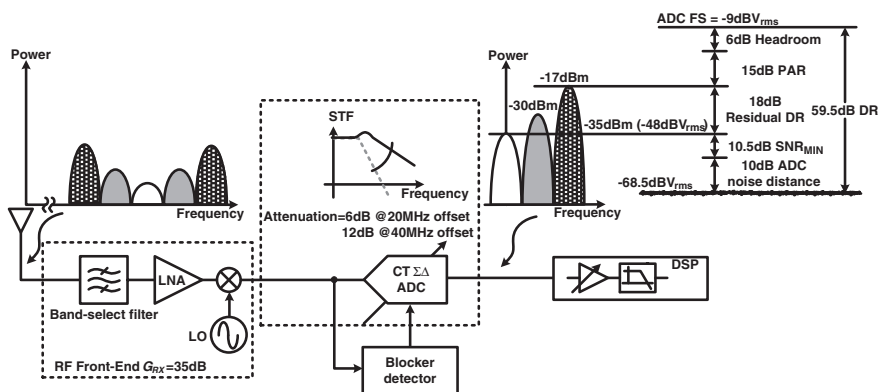 Power
Frequency
Band-select filter
LNA
LO
RF Front-End GRX=35dB
STF
Frequency
Attenuation=6dB @20MHz offset
12dB @40MHz offset
CT ΣΔ
ADC
Blocker
detector
Power
-17dBm
-30dBm
-35dBm (-48dBVrms)
-68.5dBVrms
Frequency
ADC FS = -9dBVrms
6dB Headroom
15dB PAR
18dB
Residual DR
59.5dB DR
10.5dB SNRMIN
10dB ADC
noise distance
DSP